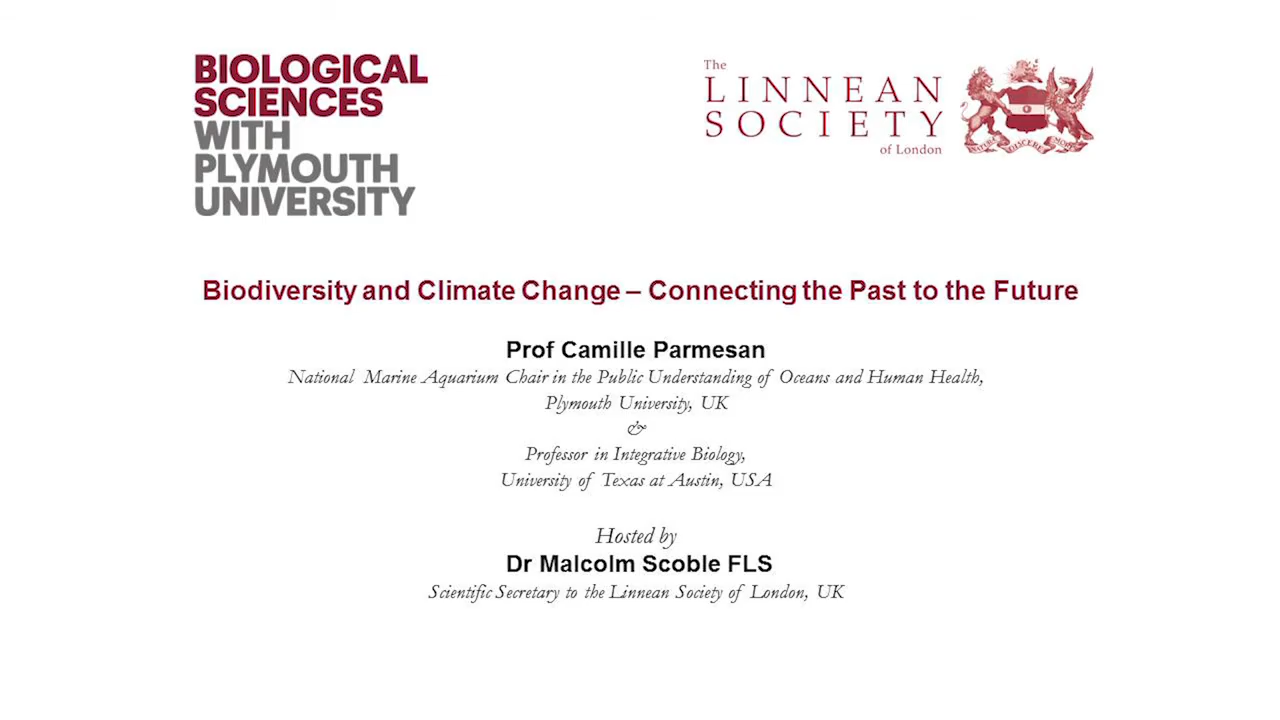 BIOLOGICAL
SCIENCES
WITH
PLYMOUTH
UNIVERSITY
The
LINNEAN
SOCIETY
of London
NATURÆ DISCERE MORES
Biodiversity and Climate Change – Connecting the Past to the Future
Prof Camille Parmesan
National Marine Aquarium Chair in the Public Understanding of Oceans and Human Health,
Plymouth University, UK
&
Professor in Integrative Biology,
University of Texas at Austin, USA
Hosted by
Dr Malcolm Scoble FLS
Scientific Secretary to the Linnean Society of London, UK